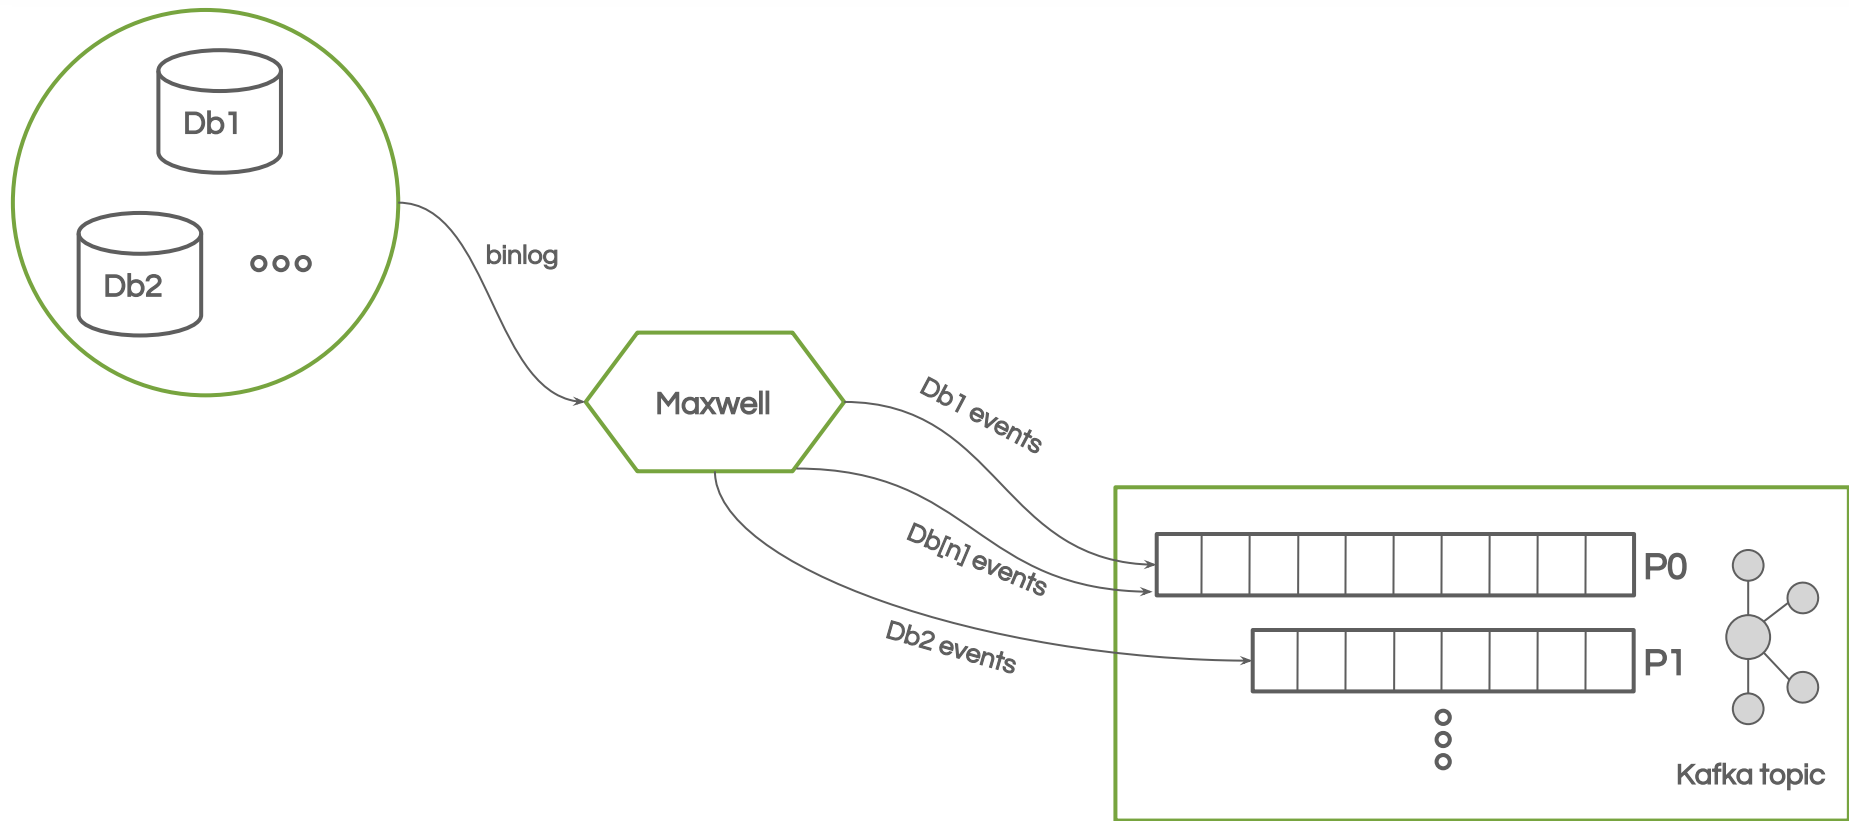 Db1
Db2
binlog
Maxwell
Db1 events
Db[n] events
Db2 events
P0
P1
Kafka topic